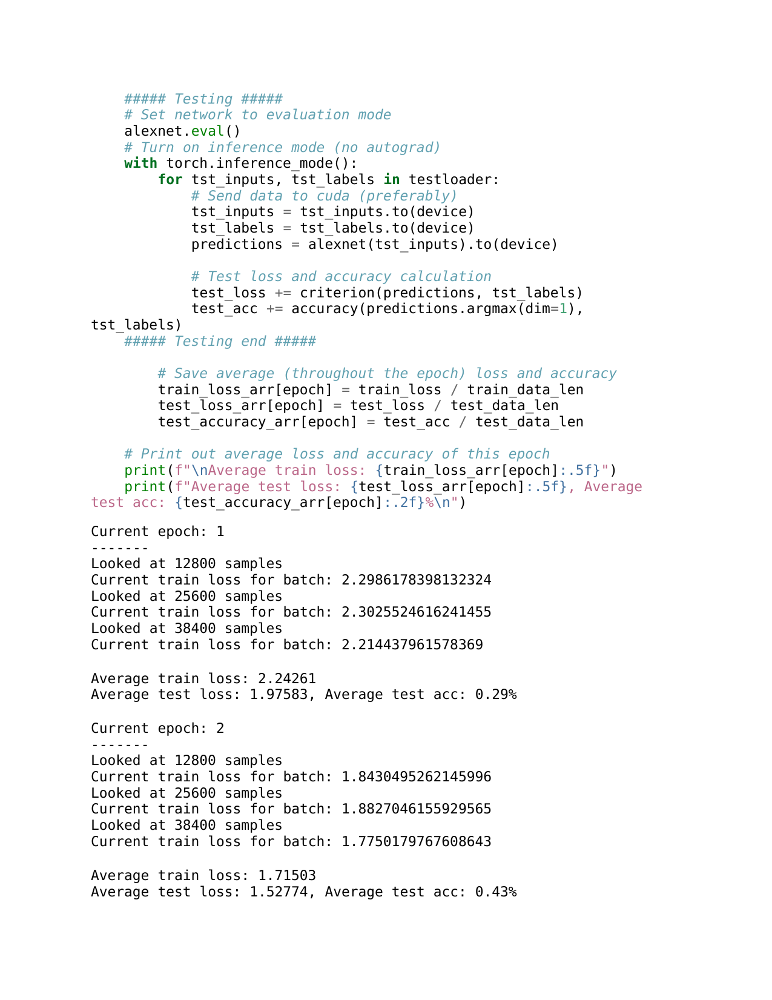 ##### Testing #####
# Set network to evaluation mode
alexnet.eval()
# Turn on inference mode (no autograd)
with torch.inference_mode():
for tst_inputs, tst_labels in testloader:
# Send data to cuda (preferably)
tst_inputs = tst_inputs.to(device)
tst_labels = tst_labels.to(device)
predictions = alexnet(tst_inputs).to(device)
# Test loss and accuracy calculation
test_loss += criterion(predictions, tst_labels)
test_acc += accuracy(predictions.argmax(dim=1),
tst_labels)
##### Testing end #####
# Save average (throughout the epoch) loss and accuracy
train_loss_arr[epoch] = train_loss / train_data_len
test_loss_arr[epoch] = test_loss / test_data_len
test_accuracy_arr[epoch] = test_acc / test_data_len
# Print out average loss and accuracy of this epoch
print(f"\nAverage train loss: {train_loss_arr[epoch]:.5f}")
print(f"Average test loss: {test_loss_arr[epoch]:.5f}, Average
test acc: {test_accuracy_arr[epoch]:.2f}%\n")
Current epoch: 1
-------
Looked at 12800 samples
Current train loss for batch: 2.2986178398132324
Looked at 25600 samples
Current train loss for batch: 2.3025524616241455
Looked at 38400 samples
Current train loss for batch: 2.214437961578369
Average train loss: 2.24261
Average test loss: 1.97583, Average test acc: 0.29%
Current epoch: 2
-------
Looked at 12800 samples
Current train loss for batch: 1.8430495262145996
Looked at 25600 samples
Current train loss for batch: 1.8827046155929565
Looked at 38400 samples
Current train loss for batch: 1.7750179767608643
Average train loss: 1.71503
Average test loss: 1.52774, Average test acc: 0.43%